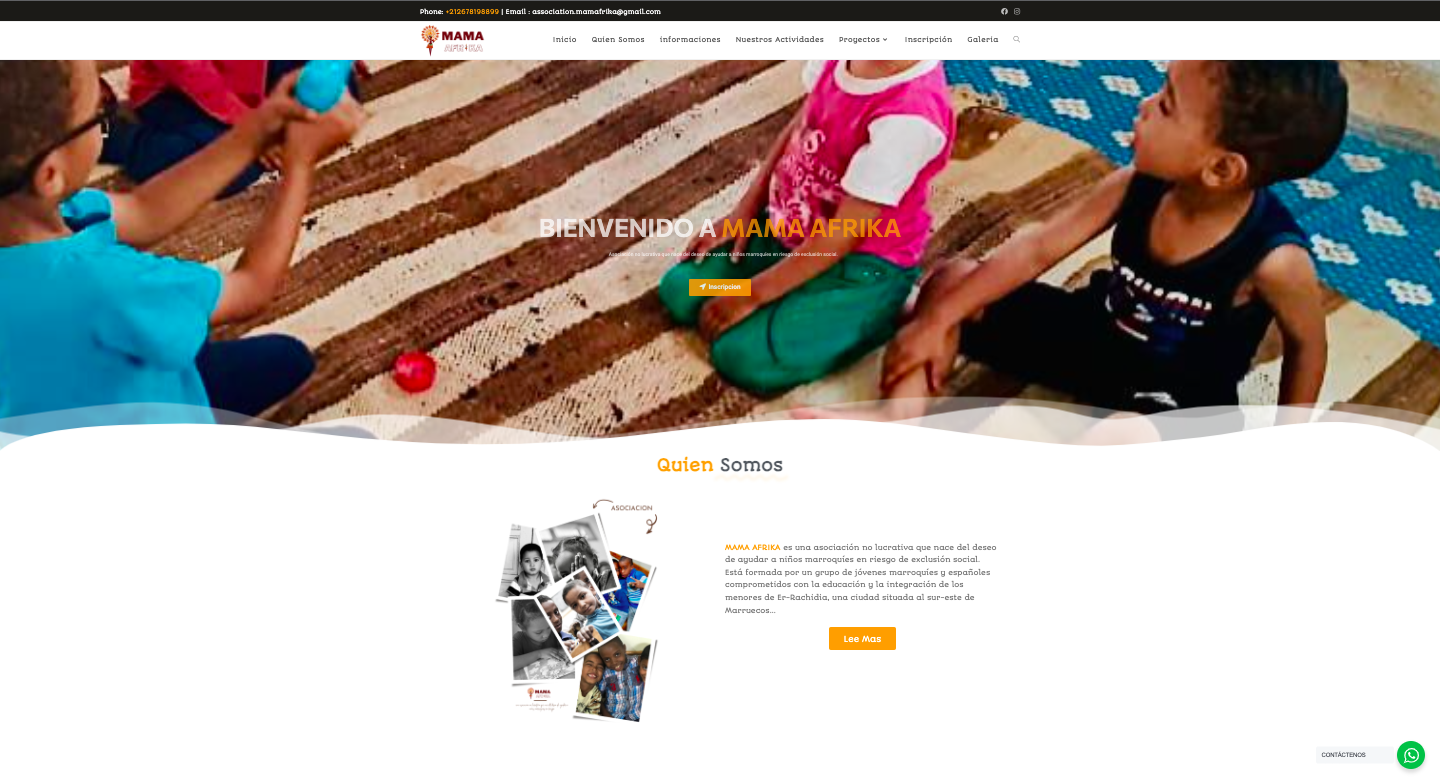 Phone: +212678198899 | Email : association.mamafrika@gmail.com
MAMA
AFRIKA
Inicio Quien Somos informaciones Nuestros Actividades Proyectos Inscripción Galeria
BIENVENIDO A MAMA AFRIKA
Asociación no lucrativa que nace del deseo de ayudar a niños marroquíes en riesgo de exclusión social.
Inscripcion
Quien Somos
ASOCIACION
MAMA AFRIKA es una asociación no lucrativa que nace del deseo
de ayudar a niños marroquíes en riesgo de exclusión social.
Está formada por un grupo de jóvenes marroquíes y españoles
comprometidos con la educación y la integración de los
menores de Er-Rachidia, una ciudad situada al sur-este de
Marruecos...
Lee Mas
MAMA
AFRIKA
CONTÁCTENOS